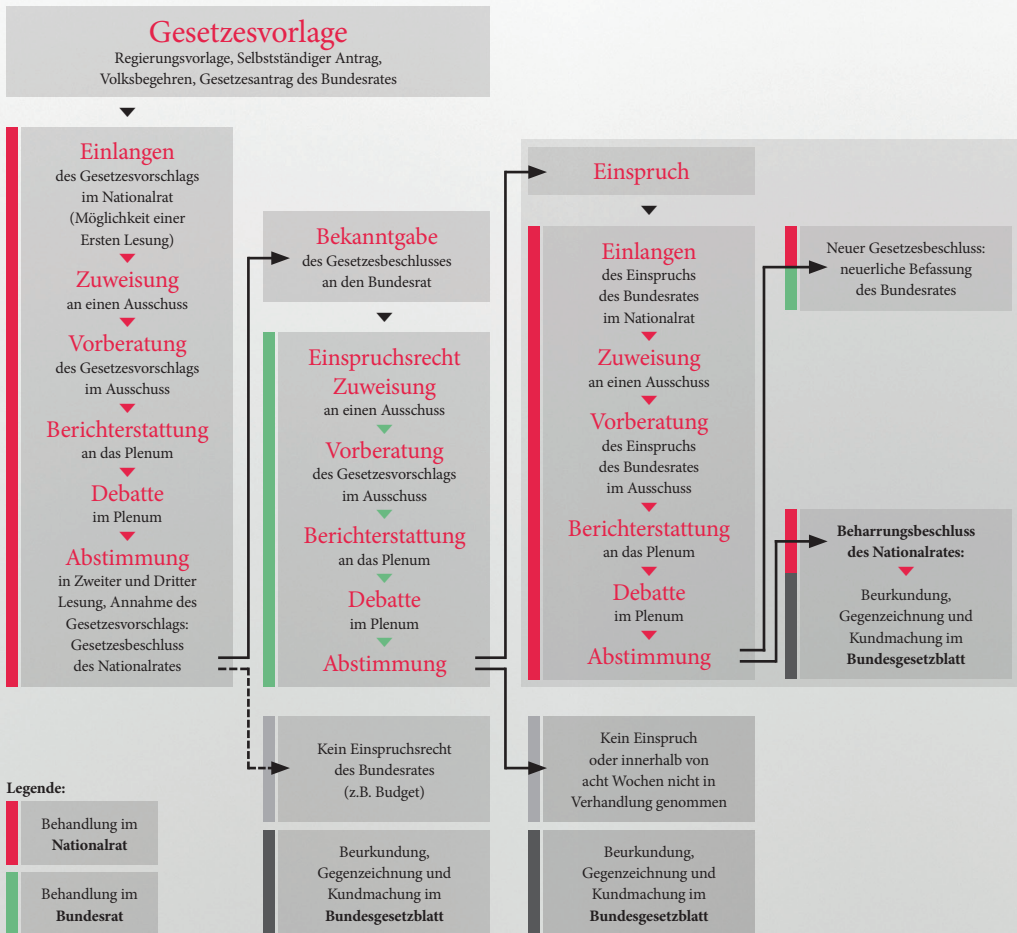 Gesetzesvorlage
Regierungsvorlage, Selbstständiger Antrag,
Volksbegehren, Gesetzesantrag des Bundesrates
Einlangen
des Gesetzesvorschlags
im Nationalrat
(Möglichkeit einer
Ersten Lesung)
Zuweisung
an einen Ausschuss
Vorberatung
des Gesetzesvorschlags
im Ausschuss
Berichterstattung
an das Plenum
Debatte
im Plenum
Abstimmung
in Zweiter und Dritter
Lesung, Annahme des
Gesetzesvorschlags:
Gesetzesbeschluss
des Nationalrates
Bekanntgabe
des Gesetzesbeschlusses
an den Bundesrat
Einspruchsrecht
Zuweisung
an einen Ausschuss
Vorberatung
des Gesetzesvorschlags
im Ausschuss
Berichterstattung
an das Plenum
Debatte
im Plenum
Abstimmung
Kein Einspruchsrecht
des Bundesrates
(z.B. Budget)
Beurkundung,
Gegenzeichnung und
Kundmachung im
Bundesgesetzblatt
Einspruch
Einlangen
des Einspruchs
des Bundesrates
im Nationalrat
Zuweisung
an einen Ausschuss
Vorberatung
des Einspruchs
des Bundesrates
im Ausschuss
Berichterstattung
an das Plenum
Debatte
im Plenum
Abstimmung
Kein Einspruch
oder innerhalb von
acht Wochen nicht in
Verhandlung genommen
Beurkundung,
Gegenzeichnung und
Kundmachung im
Bundesgesetzblatt
Neuer Gesetzesbeschluss:
neuerliche Befassung
des Bundesrates
Beharrungsbeschluss
des Nationalrates:
Beurkundung,
Gegenzeichnung und
Kundmachung im
Bundesgesetzblatt
Legende:
Behandlung im
Nationalrat
Behandlung im
Bundesrat